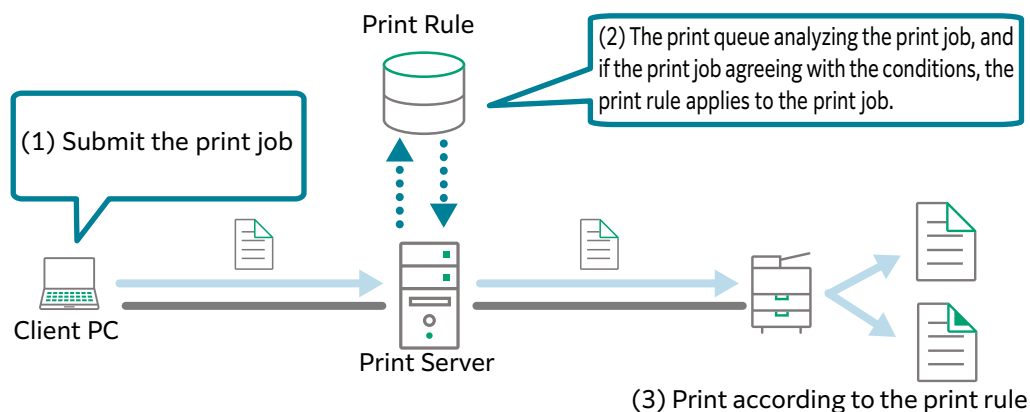 Print Rule
(2) The print queue analyzing the print job, and
if the print job agreeing with the conditions, the
print rule applies to the print job.
(1) Submit the print job
Client PC
Print Server
(3) Print according to the print rule